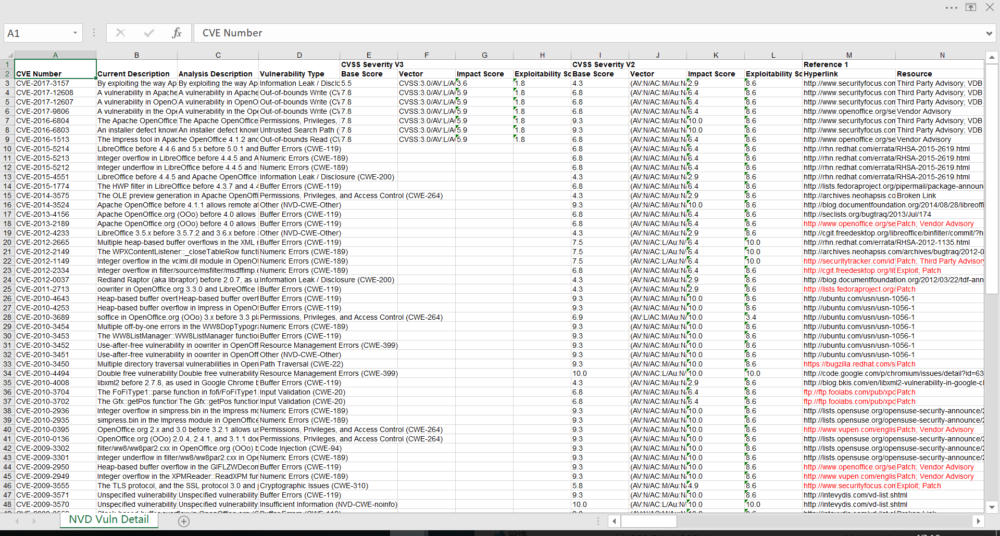 A1 fx CVE Number
A B C D E F G H I J K L M N
1 CVSS Severity V3 CVSS Severity V2 Reference 1
2 CVE Number Current Description Analysis Description Vulnerability Type Base Score Vector Impact Score Exploitability Sc Base Score Vector Impact Score Exploitability Sc Hyperlink Resource
3 CVE-2017-3157 By exploiting the way Ap By exploiting the way Ap Information Leak / Disclo 5.5 CVSS:3.0/AV:L/A 3.6 1.8 4.3 (AV:N/AC:M/Au:N/ 2.9 8.6 http://www.securityfocus.com Third Party Advisory; VDB
4 CVE-2017-12608 A vulnerability in Apache A vulnerability in Apache Out-of-bounds Write (CW 7.8 CVSS:3.0/AV:L/A 5.9 1.8 6.8 (AV:N/AC:M/Au:N/ 6.4 8.6 http://www.securityfocus.com Third Party Advisory; VDB
5 CVE-2017-12607 A vulnerability in OpenO A vulnerability in OpenO Out-of-bounds Write (CW 7.8 CVSS:3.0/AV:L/A 5.9 1.8 6.8 (AV:N/AC:M/Au:N/ 6.4 8.6 http://www.securityfocus.com Third Party Advisory; VDB
6 CVE-2017-9806 A vulnerability in the Ope A vulnerability in the Ope Out-of-bounds Write (CW 7.8 CVSS:3.0/AV:L/A 5.9 1.8 6.8 (AV:N/AC:M/Au:N/ 6.4 8.6 http://www.openoffice.org/se Vendor Advisory
7 CVE-2016-6804 The Apache OpenOffice The Apache OpenOffice Permissions, Privileges, 7.8 CVSS:3.0/AV:L/A 5.9 1.8 9.3 (AV:N/AC:M/Au:N/ 10.0 8.6 http://www.securityfocus.com Third Party Advisory; VDB
8 CVE-2016-6803 An installer defect known An installer defect known Untrusted Search Path ( 7.8 CVSS:3.0/AV:L/A 5.9 1.8 9.3 (AV:N/AC:M/Au:N/ 10.0 8.6 http://www.securityfocus.com Third Party Advisory; VDB
9 CVE-2016-1513 The Impress tool in Apache OpenOffice 4.1.2 and Out-of-bounds Read (CW 7.8 CVSS:3.0/AV:L/A 5.9 1.8 6.8 (AV:N/AC:M/Au:N/ 6.4 8.6 http://www.openoffice.org/se Vendor Advisory
10 CVE-2015-5214 LibreOffice before 4.4.6 and 5.x before 5.0.1 and Buffer Errors (CWE-119) 6.8 (AV:N/AC:M/Au:N/ 6.4 8.6 http://rhn.redhat.com/errata/RHSA-2015-2619.html
11 CVE-2015-5213 Integer overflow in LibreOffice before 4.4.5 and A Numeric Errors (CWE-189) 6.8 (AV:N/AC:M/Au:N/ 6.4 8.6 http://rhn.redhat.com/errata/RHSA-2015-2619.html
12 CVE-2015-5212 Integer underflow in LibreOffice before 4.4.5 and Numeric Errors (CWE-189) 6.8 (AV:N/AC:M/Au:N/ 6.4 8.6 http://rhn.redhat.com/errata/RHSA-2015-2619.html
13 CVE-2015-4551 LibreOffice before 4.4.5 and Apache OpenOffice Information Leak / Disclosure (CWE-200) 4.3 (AV:N/AC:M/Au:N/ 2.9 8.6 http://rhn.redhat.com/errata/RHSA-2015-2619.html
14 CVE-2015-1774 The HWP filter in LibreOffice before 4.3.7 and 4.4 Buffer Errors (CWE-119) 6.8 (AV:N/AC:M/Au:N/ 6.4 8.6 http://lists.fedoraproject.org/pipermail/package-announ
15 CVE-2014-3575 The OLE preview generation in Apache OpenOffi Permissions, Privileges, and Access Control (CWE-264) 4.3 (AV:N/AC:M/Au:N/ 2.9 8.6 http://archives.neohapsis.co Broken Link
16 CVE-2014-3524 Apache OpenOffice before 4.1.1 allows remote at Other (NVD-CWE-Other) 9.3 (AV:N/AC:M/Au:N/ 10.0 8.6 http://blog.documentfoundation.org/2014/08/28/libreoffi
17 CVE-2013-4156 Apache OpenOffice.org (OOo) before 4.0 allows Buffer Errors (CWE-119) 6.8 (AV:N/AC:M/Au:N/ 6.4 8.6 http://seclists.org/bugtraq/2013/Jul/174
18 CVE-2013-2189 Apache OpenOffice.org (OOo) before 4.0 allows Buffer Errors (CWE-119) 6.8 (AV:N/AC:M/Au:N/ 6.4 8.6 http://www.openoffice.org/se Patch; Vendor Advisory
19 CVE-2012-4233 LibreOffice 3.5.x before 3.5.7.2 and 3.6.x before Other (NVD-CWE-Other) 4.3 (AV:N/AC:M/Au:N/ 2.9 8.6 http://cgit.freedesktop.org/libreoffice/binfilter/commit/?h
20 CVE-2012-2665 Multiple heap-based buffer overflows in the XML Buffer Errors (CWE-119) 7.5 (AV:N/AC:L/Au:N/ 6.4 10.0 http://rhn.redhat.com/errata/RHSA-2012-1135.html
21 CVE-2012-2149 The WPXContentListener::_closeTableRow functi Numeric Errors (CWE-189) 7.5 (AV:N/AC:L/Au:N/ 6.4 10.0 http://archives.neohapsis.com/archives/bugtraq/2012-0
22 CVE-2012-1149 Integer overflow in the vclmi.dll module in OpenO Numeric Errors (CWE-189) 7.5 (AV:N/AC:L/Au:N/ 6.4 10.0 http://securitytracker.com/id Patch; Third Party Advisory
23 CVE-2012-2334 Integer overflow in filter/source/msfilter/msdffimp.c Numeric Errors (CWE-189) 6.8 (AV:N/AC:M/Au:N/ 6.4 8.6 http://cgit.freedesktop.org/lib Exploit; Patch
24 CVE-2012-0037 Redland Raptor (aka libraptor) before 2.0.7, as u Information Leak / Disclosure (CWE-200) 4.3 (AV:N/AC:M/Au:N/ 2.9 8.6 http://blog.documentfoundation.org/2012/03/22/tdf-ann
25 CVE-2011-2713 oowriter in OpenOffice.org 3.3.0 and LibreOffice Buffer Errors (CWE-119) 4.3 (AV:N/AC:M/Au:N/ 2.9 8.6 http://lists.fedoraproject.org/ Patch
26 CVE-2010-4643 Heap-based buffer overf Heap-based buffer overf Buffer Errors (CWE-119) 9.3 (AV:N/AC:M/Au:N/ 10.0 8.6 http://ubuntu.com/usn/usn-1056-1
27 CVE-2010-4253 Heap-based buffer overflow in Impress in OpenO Buffer Errors (CWE-119) 9.3 (AV:N/AC:M/Au:N/ 10.0 8.6 http://ubuntu.com/usn/usn-1056-1
28 CVE-2010-3689 soffice in OpenOffice.org (OOo) 3.x before 3.3 pl Permissions, Privileges, and Access Control (CWE-264) 6.9 (AV:L/AC:M/Au:N/ 10.0 3.4 http://ubuntu.com/usn/usn-1056-1
29 CVE-2010-3454 Multiple off-by-one errors in the WW8DopTypogr Numeric Errors (CWE-189) 9.3 (AV:N/AC:M/Au:N/ 10.0 8.6 http://ubuntu.com/usn/usn-1056-1
30 CVE-2010-3453 The WW8ListManager::WW8ListManager functio Buffer Errors (CWE-119) 9.3 (AV:N/AC:M/Au:N/ 10.0 8.6 http://ubuntu.com/usn/usn-1056-1
31 CVE-2010-3452 Use-after-free vulnerability in oowriter in OpenOff Resource Management Errors (CWE-399) 9.3 (AV:N/AC:M/Au:N/ 10.0 8.6 http://ubuntu.com/usn/usn-1056-1
32 CVE-2010-3451 Use-after-free vulnerability in oowriter in OpenOff Other (NVD-CWE-Other) 9.3 (AV:N/AC:M/Au:N/ 10.0 8.6 http://ubuntu.com/usn/usn-1056-1
33 CVE-2010-3450 Multiple directory traversal vulnerabilities in Open Path Traversal (CWE-22) 9.3 (AV:N/AC:M/Au:N/ 10.0 8.6 https://bugzilla.redhat.com/s Patch
34 CVE-2010-4494 Double free vulnerability Double free vulnerability Resource Management Errors (CWE-399) 10.0 (AV:N/AC:L/Au:N/ 10.0 10.0 http://code.google.com/p/chromium/issues/detail?id=63
35 CVE-2010-4008 libxml2 before 2.7.8, as used in Google Chrome b Buffer Errors (CWE-119) 4.3 (AV:N/AC:M/Au:N/ 2.9 8.6 http://blog.bkis.com/en/libxml2-vulnerability-in-google-cl
36 CVE-2010-3704 The FoFiType1::parse function in fofi/FoFiType1. Input Validation (CWE-20) 6.8 (AV:N/AC:M/Au:N/ 6.4 8.6 ftp://ftp.foolabs.com/pub/xpd Patch
37 CVE-2010-3702 The Gfx::getPos function The Gfx::getPos function Input Validation (CWE-20) 6.8 (AV:N/AC:M/Au:N/ 6.4 8.6 ftp://ftp.foolabs.com/pub/xpd Patch
38 CVE-2010-2936 Integer overflow in simpress.bin in the Impress mo Numeric Errors (CWE-189) 9.3 (AV:N/AC:M/Au:N/ 10.0 8.6 http://lists.opensuse.org/opensuse-security-announce/2
39 CVE-2010-2935 simpress.bin in the Impress module in OpenOffice Numeric Errors (CWE-189) 9.3 (AV:N/AC:M/Au:N/ 10.0 8.6 http://lists.opensuse.org/opensuse-security-announce/2
40 CVE-2010-0395 OpenOffice.org 2.x and 3.0 before 3.2.1 allows us Permissions, Privileges, and Access Control (CWE-264) 9.3 (AV:N/AC:M/Au:N/ 10.0 8.6 http://www.vupen.com/englis Patch; Vendor Advisory
41 CVE-2010-0136 OpenOffice.org (OOo) 2.0.4, 2.4.1, and 3.1.1 doe Permissions, Privileges, and Access Control (CWE-264) 9.3 (AV:N/AC:M/Au:N/ 10.0 8.6 http://lists.opensuse.org/opensuse-security-announce/2
42 CVE-2009-3302 filter/ww8/ww8par2.cxx in OpenOffice.org (OOo) b Code Injection (CWE-94) 9.3 (AV:N/AC:M/Au:N/ 10.0 8.6 http://lists.opensuse.org/opensuse-security-announce/2
43 CVE-2009-3301 Integer underflow in filter/ww8/ww8par2.cxx in Ope Numeric Errors (CWE-189) 9.3 (AV:N/AC:M/Au:N/ 10.0 8.6 http://lists.opensuse.org/opensuse-security-announce/2
44 CVE-2009-2950 Heap-based buffer overflow in the GIFLZWDecom Buffer Errors (CWE-119) 9.3 (AV:N/AC:M/Au:N/ 10.0 8.6 http://www.openoffice.org/se Patch; Vendor Advisory
45 CVE-2009-2949 Integer overflow in the XPMReader::ReadXPM fun Numeric Errors (CWE-189) 9.3 (AV:N/AC:M/Au:N/ 10.0 8.6 http://www.vupen.com/englis Patch; Vendor Advisory
46 CVE-2009-3555 The TLS protocol, and the SSL protocol 3.0 and Cryptographic Issues (CWE-310) 5.8 (AV:N/AC:M/Au:N/ 4.9 8.6 http://www.securityfocus.com Exploit; Patch
47 CVE-2009-3571 Unspecified vulnerability Unspecified vulnerability Buffer Errors (CWE-119) 9.3 (AV:N/AC:M/Au:N/ 10.0 8.6 http://intevydis.com/vd-list.shtml
48 CVE-2009-3570 Unspecified vulnerability Unspecified vulnerability Insufficient Information (NVD-CWE-noinfo) 10.0 (AV:N/AC:L/Au:N/ 10.0 10.0 http://intevydis.com/vd-list.shtml
NVD Vuln Detail